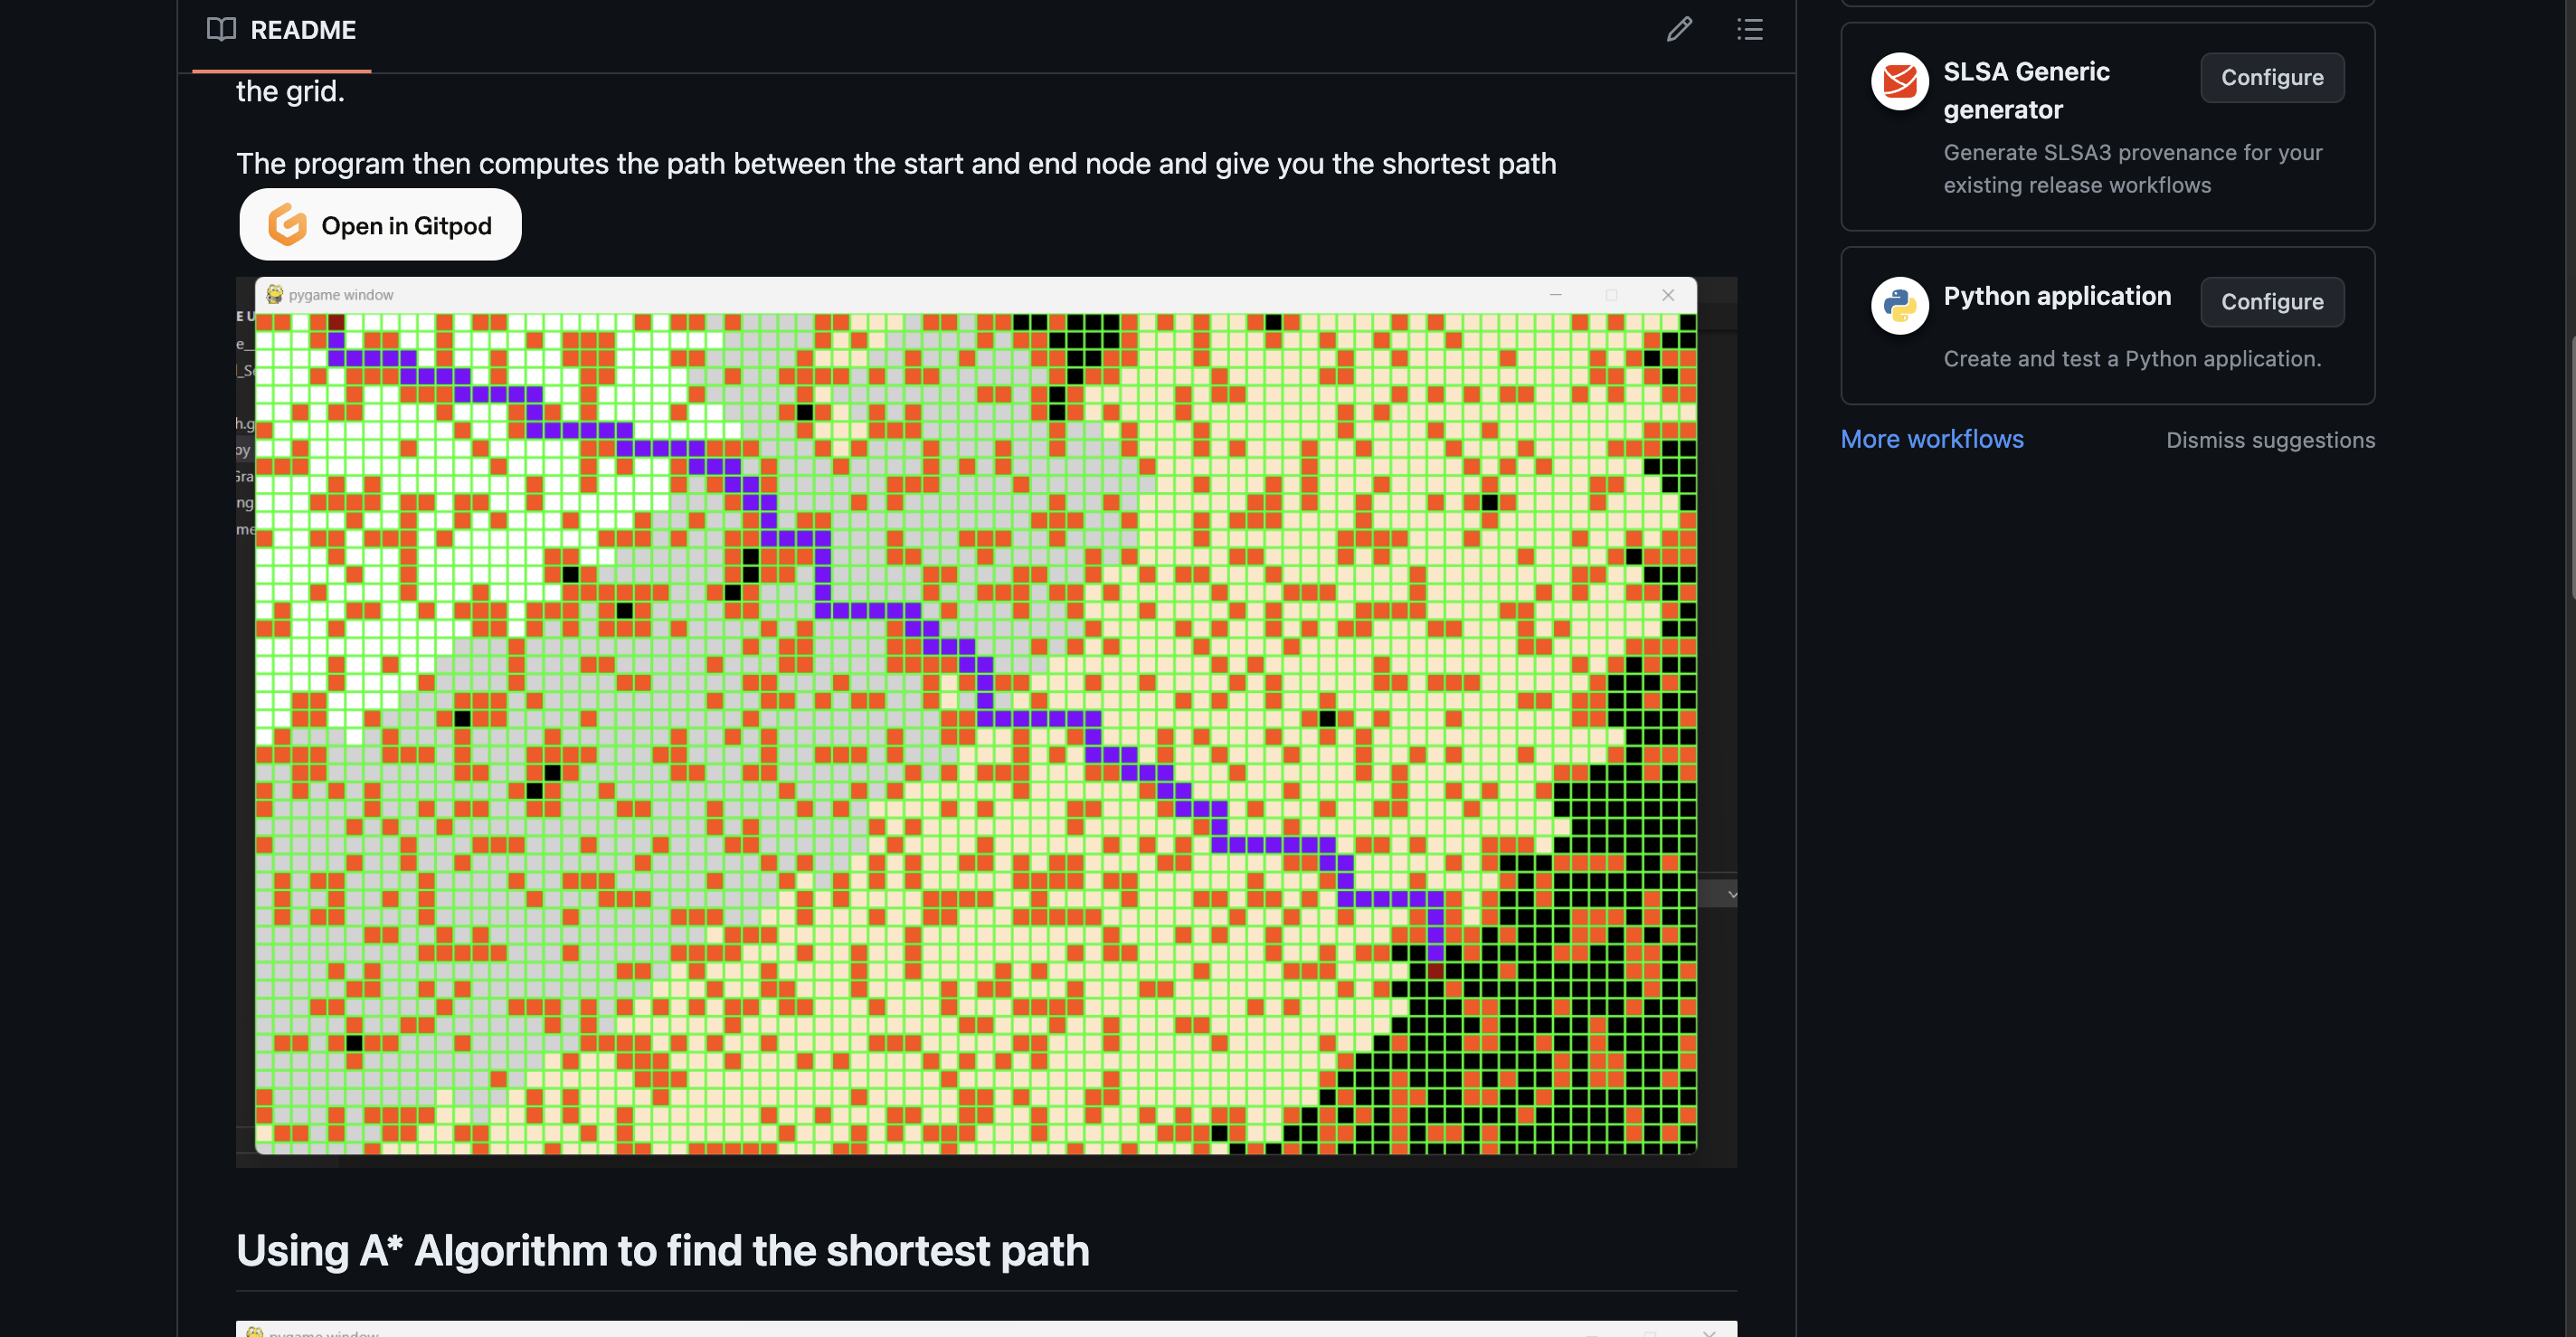 README
the grid.
The program then computes the path between the start and end node and give you the shortest path
Open in Gitpod
pygame window
E U
e_
_Se
h.g
py
Gra
ng
me
Using A* Algorithm to find the shortest path
pygame window
SLSA Generic
generator
Configure
Generate SLSA3 provenance for your
existing release workflows
Python application
Configure
Create and test a Python application.
More workflows
Dismiss suggestions